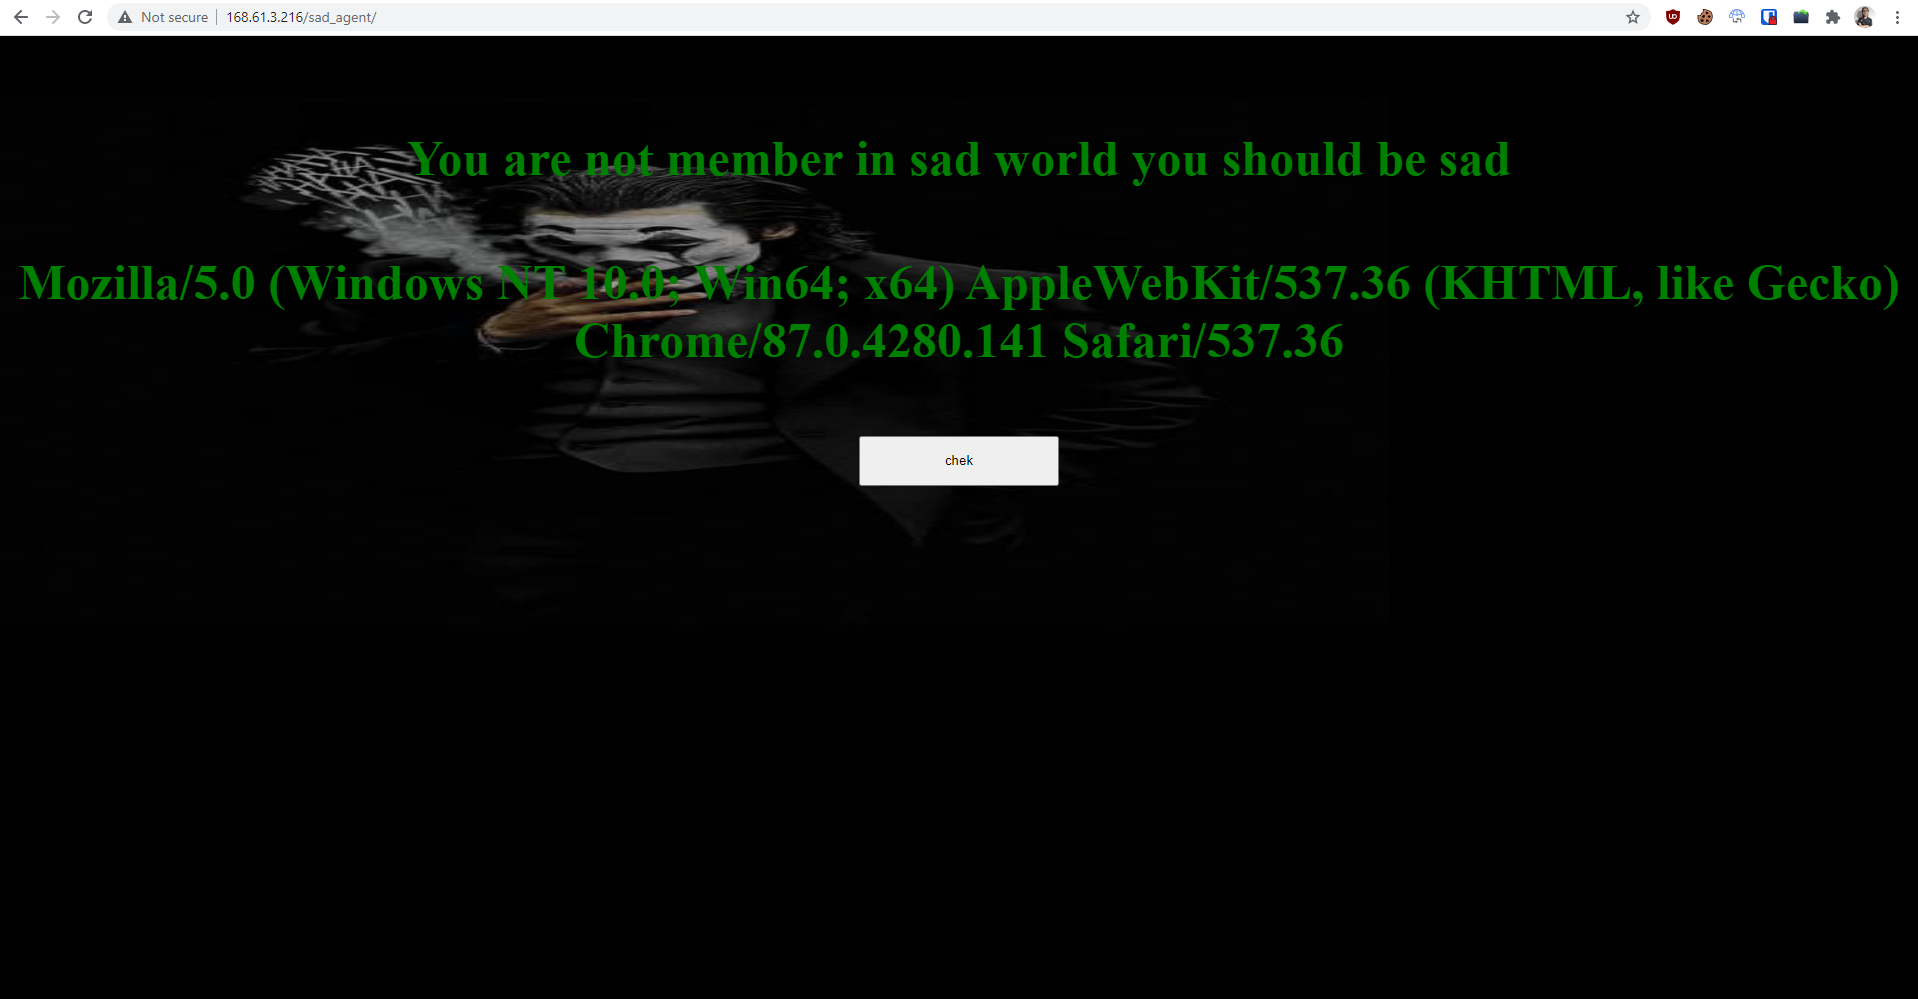 Not secure
168.61.3.216/sad_agent/
You are not member in sad world you should be sad
Mozilla/5.0 (Windows NT 10.0; Win64; x64) AppleWebKit/537.36 (KHTML, like Gecko)
Chrome/87.0.4280.141 Safari/537.36
chek